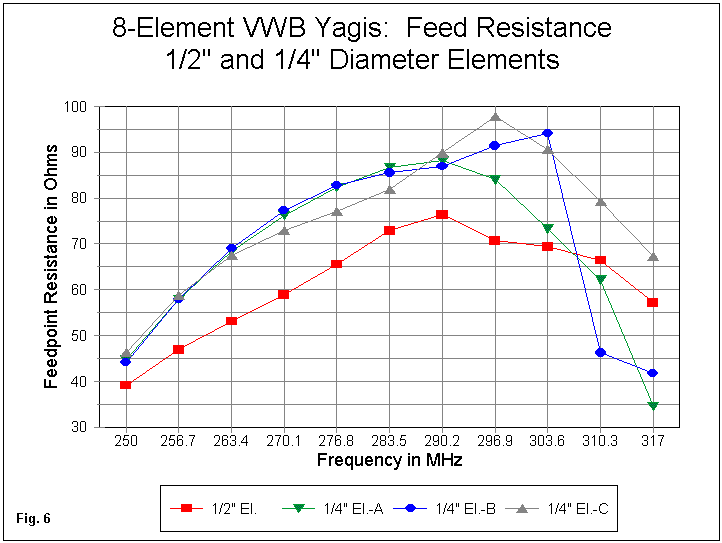 8-Element VWB Yagis:  Feed Resistance
1/2" and 1/4" Diameter Elements
Feedpoint Resistance in Ohms
100
90
80
70
60
50
40
30
250 256.7 263.4 270.1 276.8 283.5 290.2 296.9 303.6 310.3 317
Frequency in MHz
1/2" El. 1/4" El.-A 1/4" El.-B 1/4" El.-C
Fig. 6